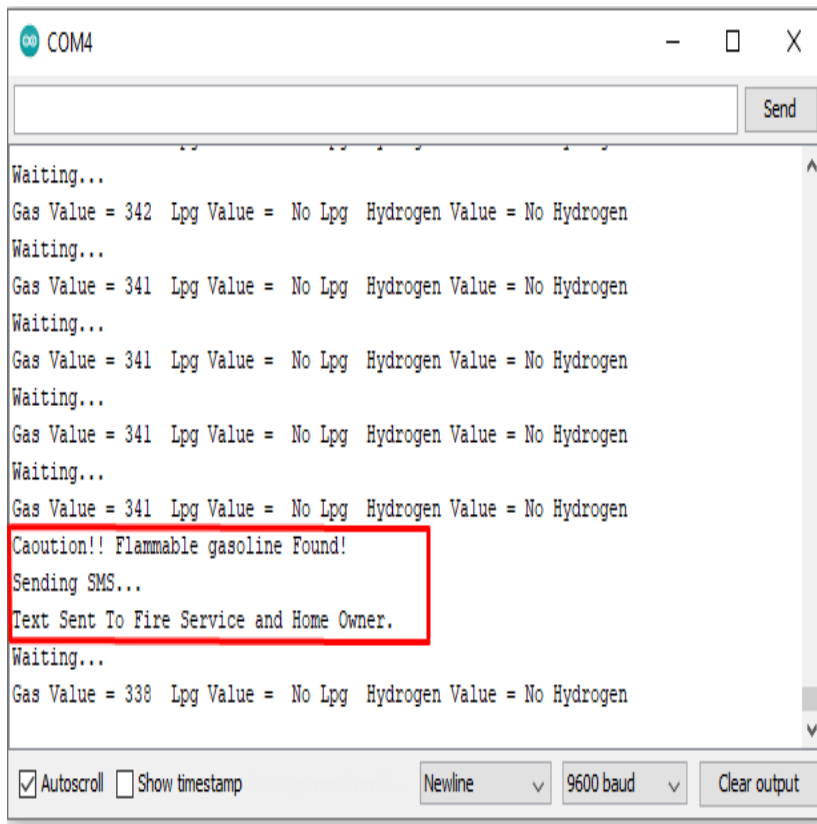 COM4
Send
Waiting...
Gas Value = 342 Lpg Value = No Lpg Hydrogen Value = No Hydrogen
Waiting...
Gas Value = 341 Lpg Value = No Lpg Hydrogen Value = No Hydrogen
Waiting...
Gas Value = 341 Lpg Value = No Lpg Hydrogen Value = No Hydrogen
Waiting...
Gas Value = 341 Lpg Value = No Lpg Hydrogen Value = No Hydrogen
Waiting...
Gas Value = 341 Lpg Value = No Lpg Hydrogen Value = No Hydrogen
Caoution!! Flammable gasoline Found!
Sending SMS...
Text Sent To Fire Service and Home Owner.
Waiting...
Gas Value = 338 Lpg Value = No Lpg Hydrogen Value = No Hydrogen
Autoscroll Show timestamp Newline 9600 baud Clear output